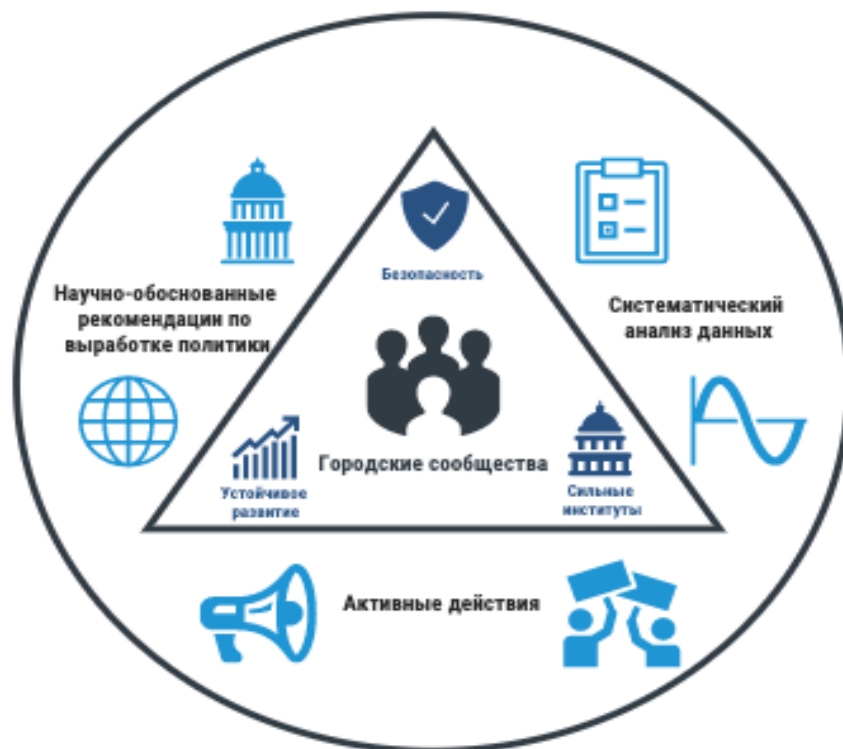 Безопасность
Научно-обоснованные
рекомендации по
выработке политики
Систематический
анализ данных
Городские сообщества
Устойчивое
развитие
Сильные
институты
Активные действия